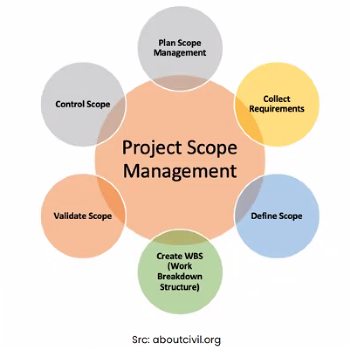 Plan Scope
Management
Collect
Requirements
Control Scope
Project Scope
Management
Define Scope
Validate Scope
Create WBS
(Work
Breakdown
Structure)
Src: aboutcivil.org